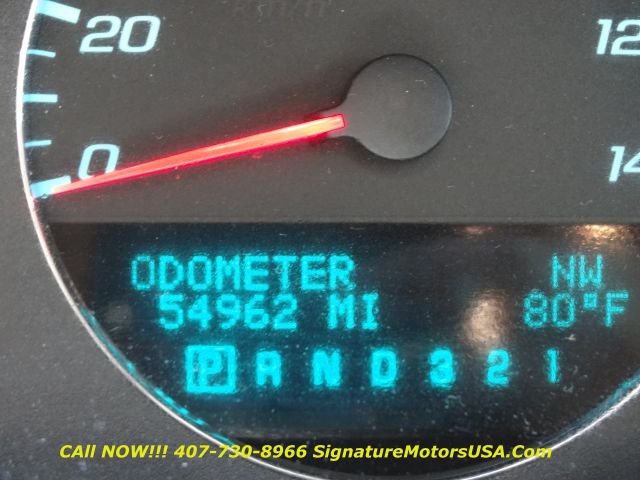 km/h
20
12
0
14
ODOMETER NW
54962 MI 80°F
P R N D 3 2 1
CAll NOW!!! 407-730-8966 SignatureMotorsUSA.Com